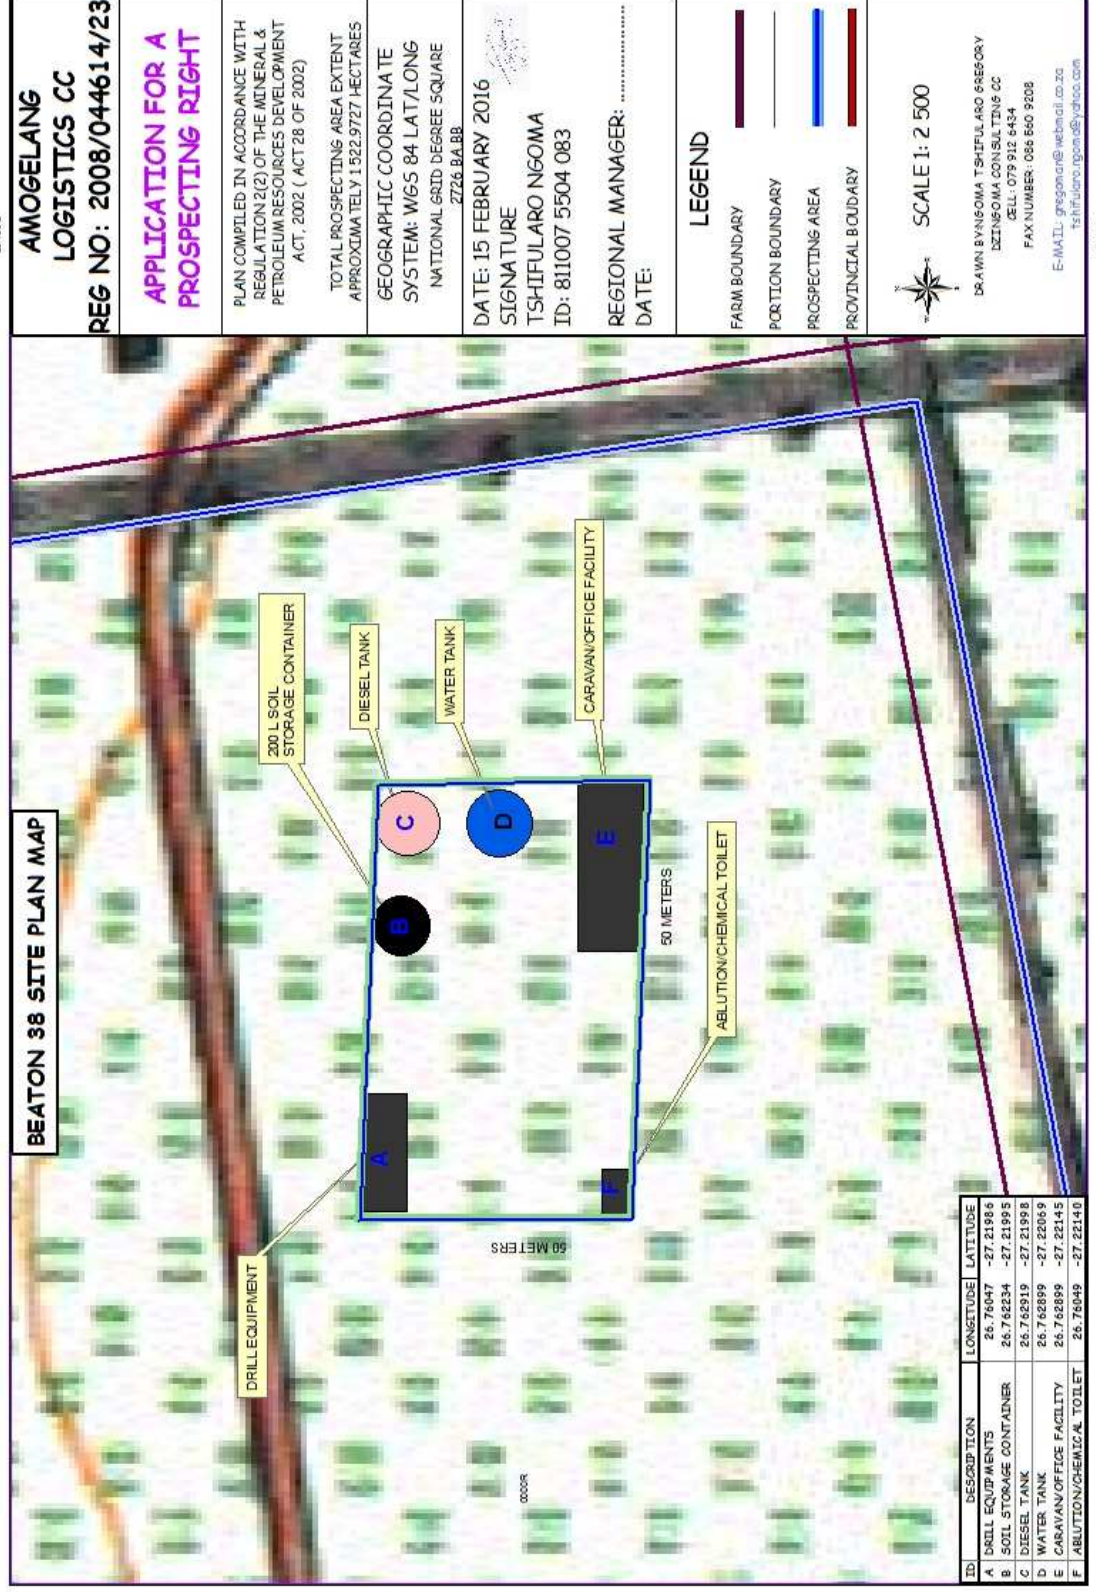 BEATON 38 SITE PLAN MAP
DRILL EQUIPMENT
200 L SOIL
STORAGE CONTAINER
DIESEL TANK
WATER TANK
CARAVAN/OFFICE FACILITY
ABLUTION/CHEMICAL TOILET
A
B
C
D
E
F
50 METERS
50 METERS
ID DESCRIPTION LONGITUDE LATITUDE
A DRILL EQUIPMENTS 26.76047 -27.21986
B SOIL STORAGE CONTAINER 26.762234 -27.21995
C DIESEL TANK 26.762919 -27.21998
D WATER TANK 26.762899 -27.22069
E CARAVAN/OFFICE FACILITY 26.762899 -27.22145
F ABLUTION/CHEMICAL TOILET 26.76049 -27.22140
AMOGELANG
LOGISTICS CC
REG NO: 2008/044614/23
APPLICATION FOR A
PROSPECTING RIGHT
PLAN COMPILED IN ACCORDANCE WITH
REGULATION 2(2) OF THE MINERAL &
PETROLEUM RESOURCES DEVELOPMENT
ACT, 2002 ( ACT 28 OF 2002)
TOTAL PROSPECTING AREA EXTENT
APPROXIMATELY 1 522.9727 HECTARES
GEOGRAPHIC COORDINATE
SYSTEM: WGS 84 LAT/LONG
NATIONAL GRID DEGREE SQUARE
2726 BA BB
DATE: 15 FEBRUARY 2016
SIGNATURE
TSHIFULARO NGOMA
ID: 811007 5504 083
REGIONAL MANAGER: ....................
DATE:
LEGEND
FARM BOUNDARY
PORTION BOUNDARY
PROSPECTING AREA
PROVINCIAL BOUDARY
SCALE 1: 2 500
DRAWN BY:NGOMA TSHIFULARO GREGORY
DZINGOMA CONSULTING CC
CELL: 079 912 6434
FAX NUMBER: 086 860 9208
E-MAIL: gregoman@webmail.co.za
tshifularo.ngoma@yahoo.com